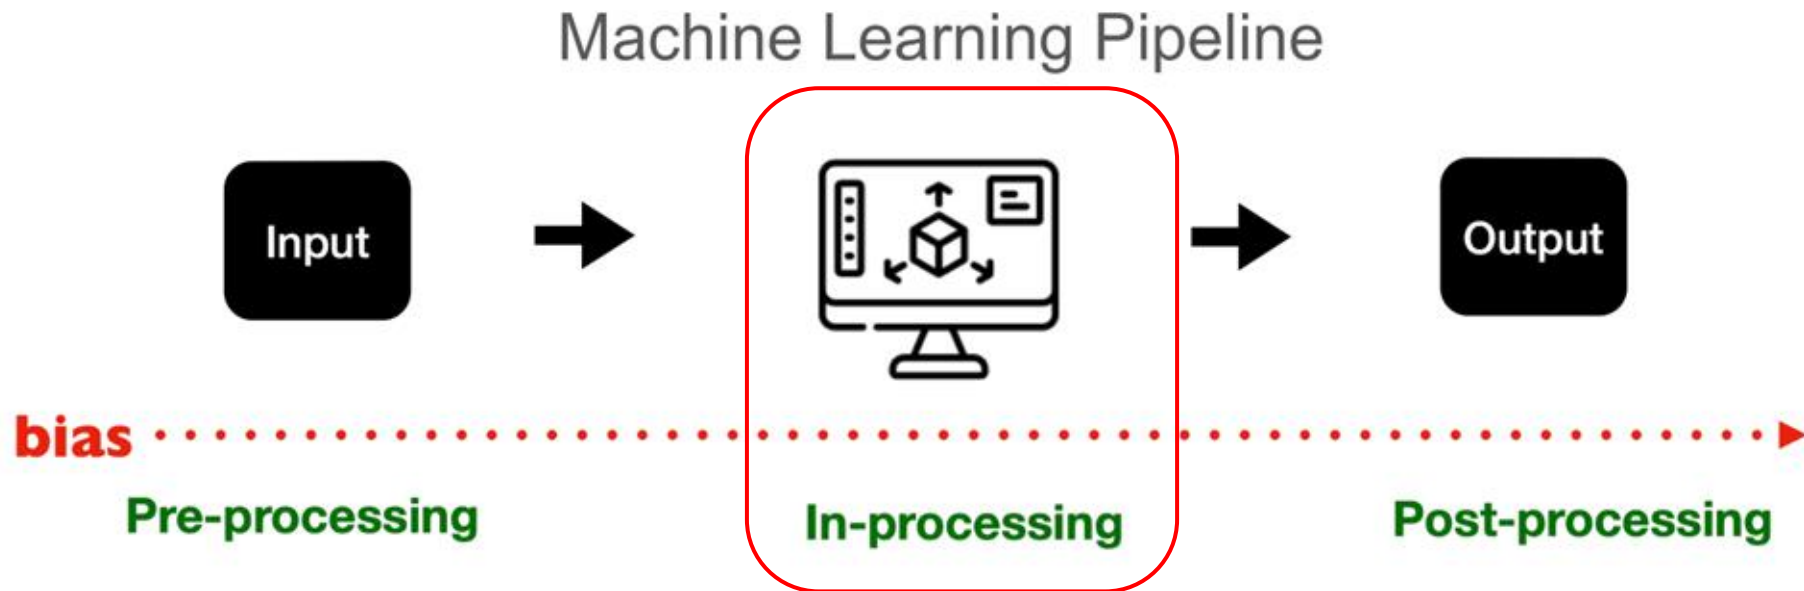 Machine Learning Pipeline
Input
Output
bias
Pre-processing
In-processing
Post-processing